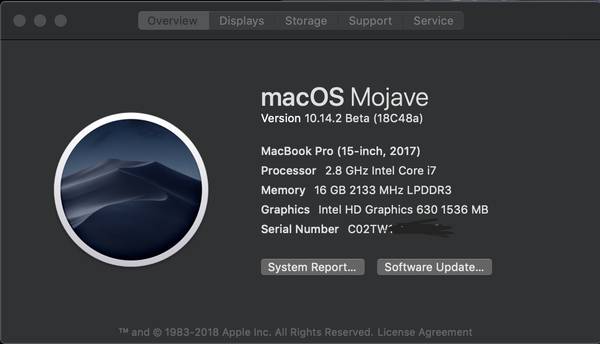 Overview Displays Storage Support Service
macOS Mojave
Version 10.14.2 Beta (18C48a)
MacBook Pro (15-inch, 2017)
Processor 2.8 GHz Intel Core i7
Memory 16 GB 2133 MHz LPDDR3
Graphics Intel HD Graphics 630 1536 MB
Serial Number
System Report... Software Update...
™ and © 1983-2018 Apple Inc. All Rights Reserved. License Agreement